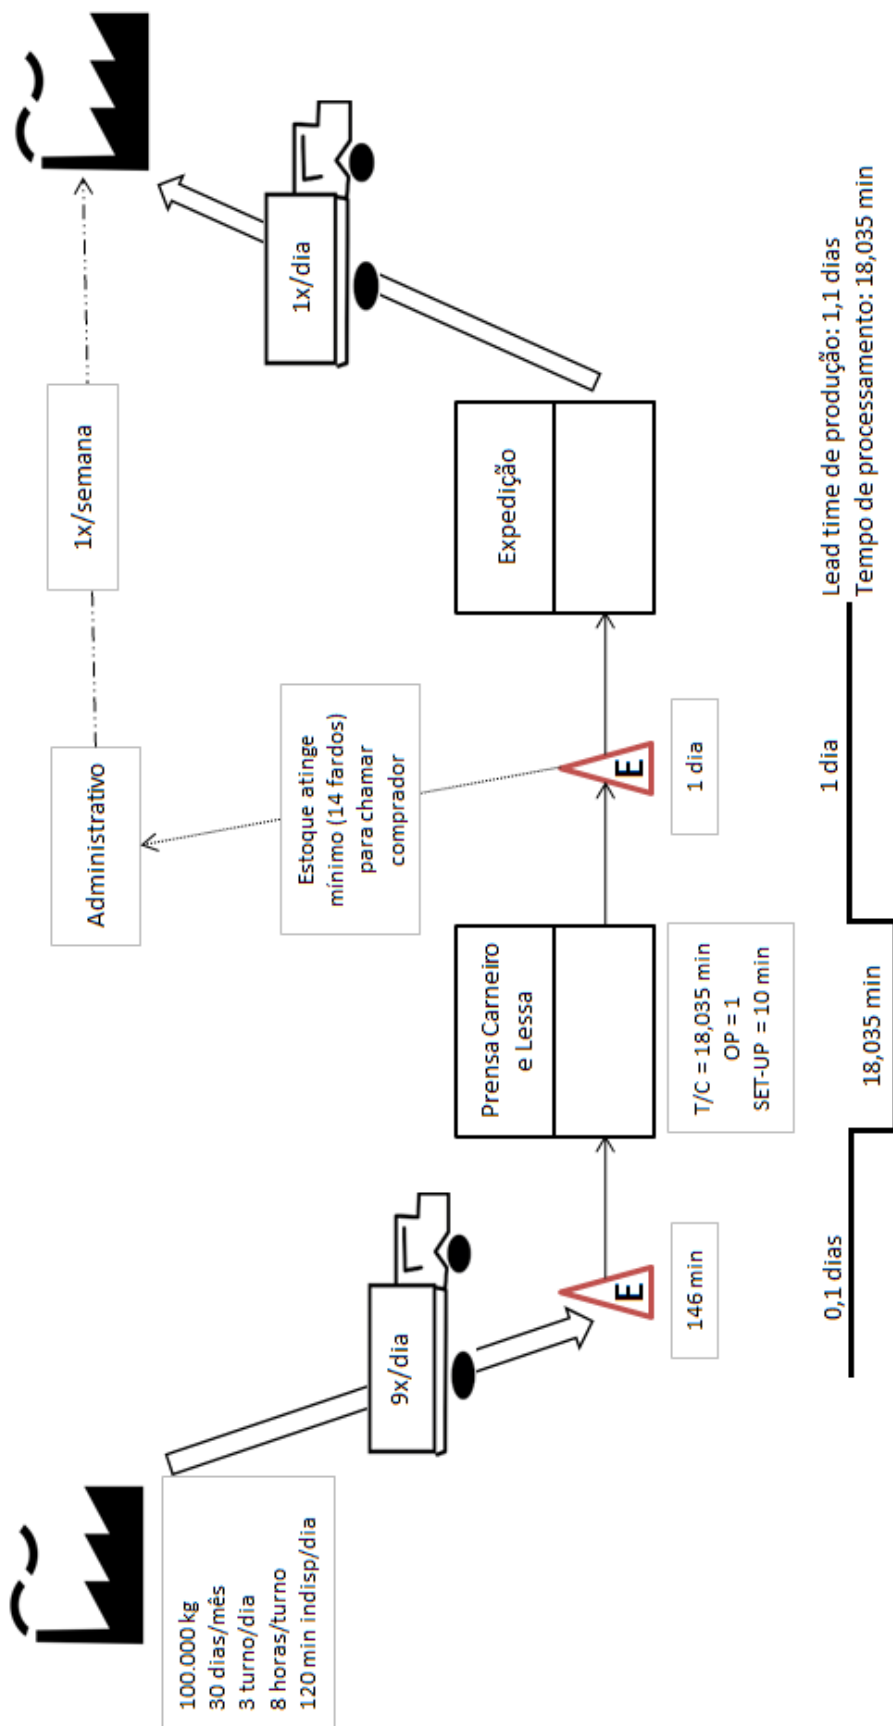 100.000 kg
30 dias/mês
3 turno/dia
8 horas/turno
120 min indisp/dia
9x/dia
E
146 min
Prensa Carneiro
e Lessa
T/C = 18,035 min
OP = 1
SET-UP = 10 min
Administrativo
1x/semana
Estoque atinge
mínimo (14 fardos)
para chamar
comprador
E
1 dia
Expedição
1x/dia
0,1 dias
18,035 min
1 dia
Lead time de produção: 1,1 dias
Tempo de processamento: 18,035 min